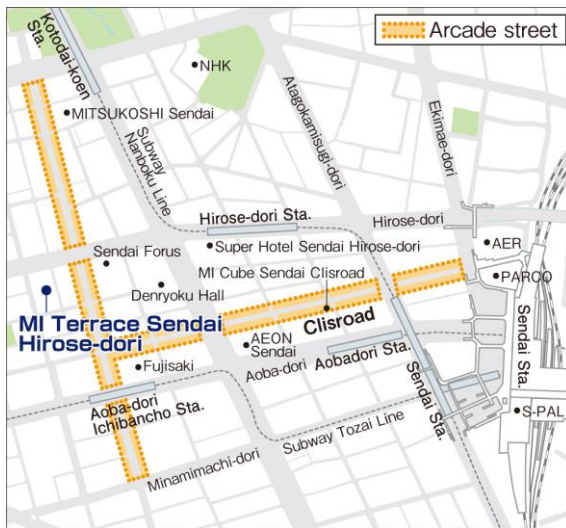 Arcade street
Kotodai-koen
Sta.
NHK
MITSUKOSHI Sendai
Subway
Nanboku Line
Atagokamisugi-dori
Ekimae-dori
Hirose-dori Sta.
Hirose-dori
Super Hotel Sendai Hirose-dori
AER
Sendai Forus
MI Cube Sendai Clisroad
PARCO
Denryoku Hall
MI Terrace Sendai
Hirose-dori
Clisroad
AEON
Sendai
Aobadori Sta.
Sendai Sta.
Fujisaki
Aoba-dori
Sendai Sta.
Aoba-dori
Ichibancho Sta.
Subway Tozai Line
S-PAL
Minamimachi-dori